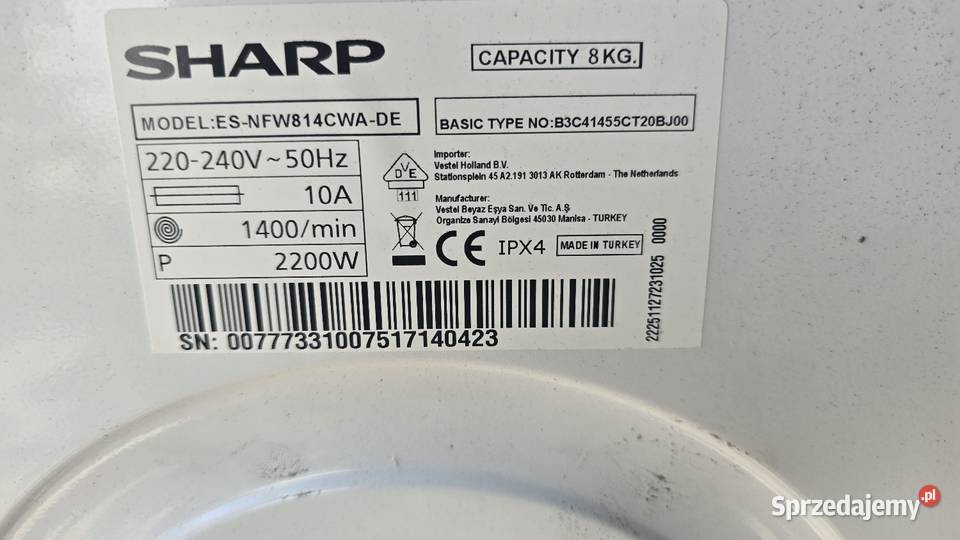 SHARP
CAPACITY 8KG.
MODEL:ES-NFW814CWA-DE
BASIC TYPE NO:B3C41455CT20BJ00
220-240V~50Hz
10A
1400/min
P 2200W
DVE
111
Importer:
Vestel Holland B.V.
Stationsplein 45 A2.191 3013 AK Rotterdam - The Netherlands
Manufacturer:
Vestel Beyaz Eşya San. Ve Tic. A.Ş
Organize Sanayi Bölgesi 45030 Manisa - TURKEY
CE IPX4 MADE IN TURKEY
22251127231025 0000
SN: 00777331007517140423
Sprzedajemy.pl